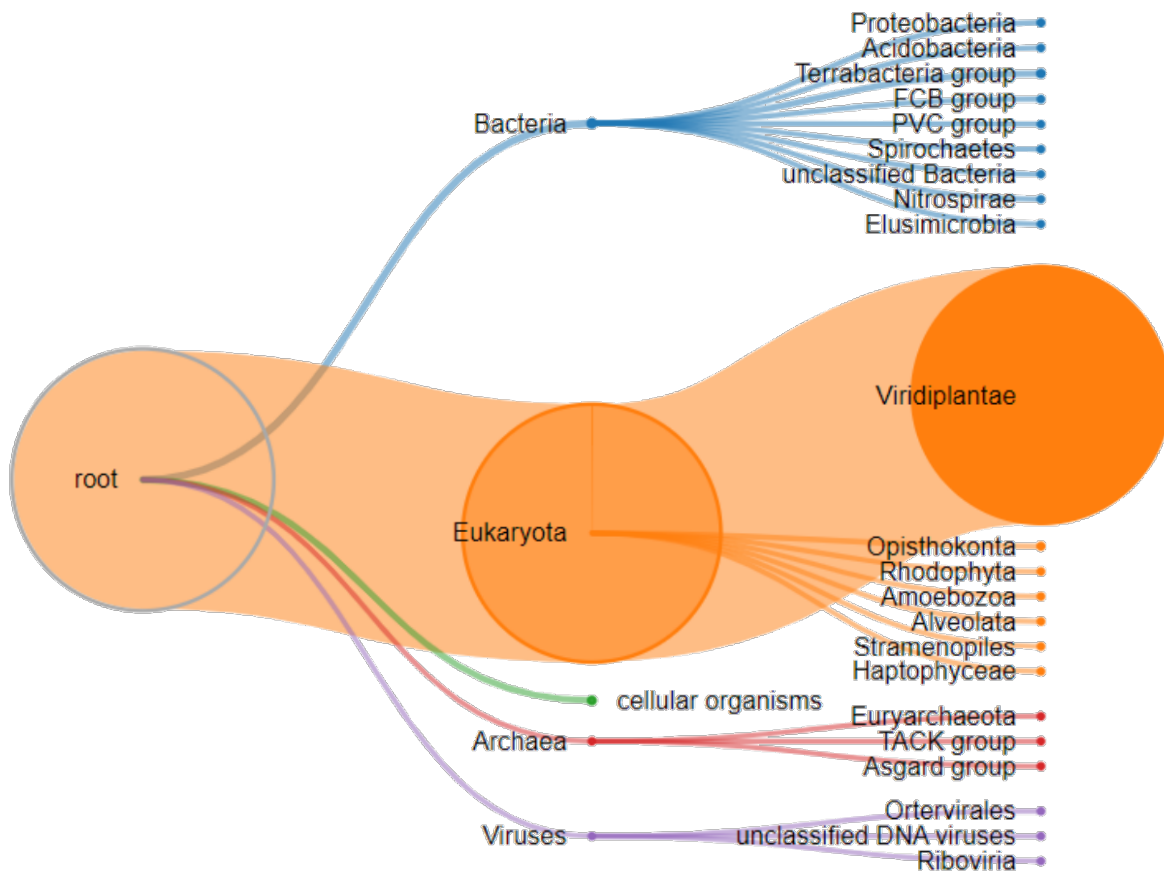 Proteobacteria
Acidobacteria
Terrabacteria group
FCB group
Bacteria
PVC group
Spirochaetes
unclassified Bacteria
Nitrospirae
Elusimicrobia
Viridiplantae
root
Eukaryota
Opisthokonta
Rhodophyta
Amoebozoa
Alveolata
Stramenopiles
Haptophyceae
cellular organisms
Euryarchaeota
Archaea
TACK group
Asgard group
Ortervirales
Viruses
unclassified DNA viruses
Riboviria